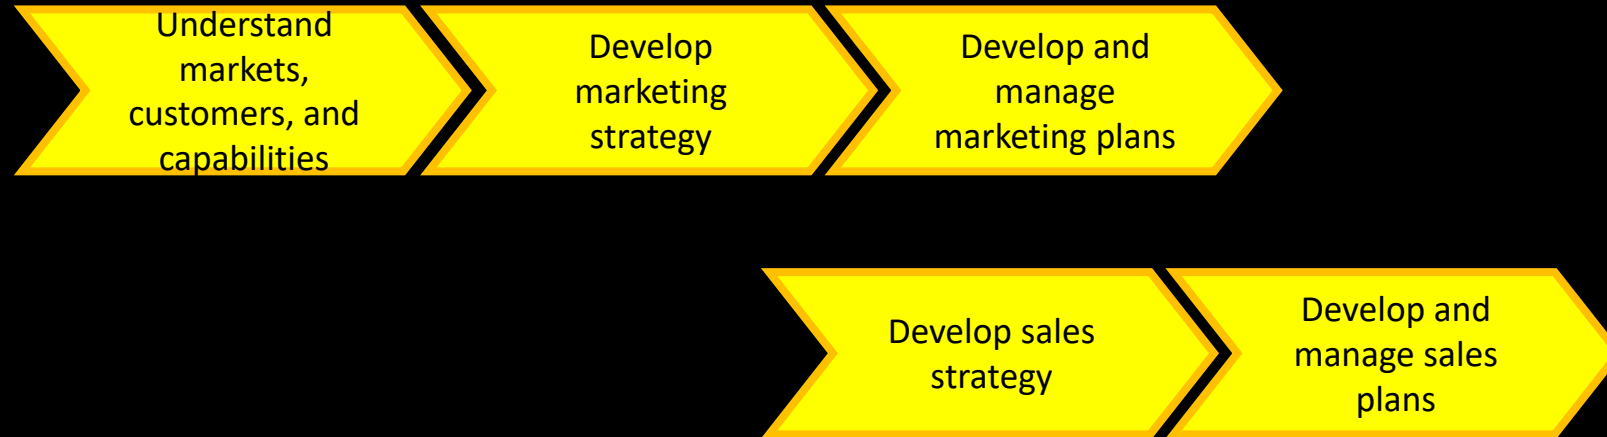 Understand
markets,
customers, and
capabilities
Develop
marketing
strategy
Develop and
manage
marketing plans
Develop sales
strategy
Develop and
manage sales
plans